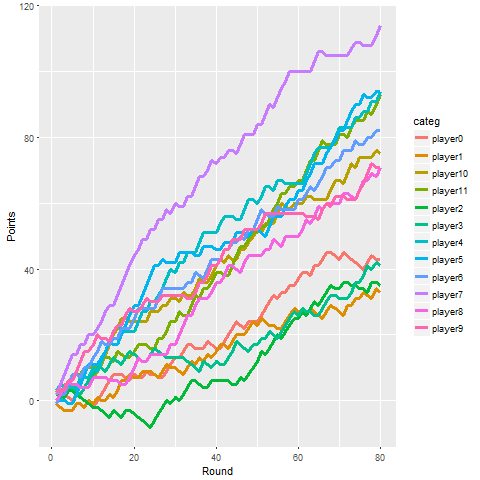 120
80
40
0
Points
0
20
40
60
80
Round
categ
player0
player1
player10
player11
player2
player3
player4
player5
player6
player7
player8
player9